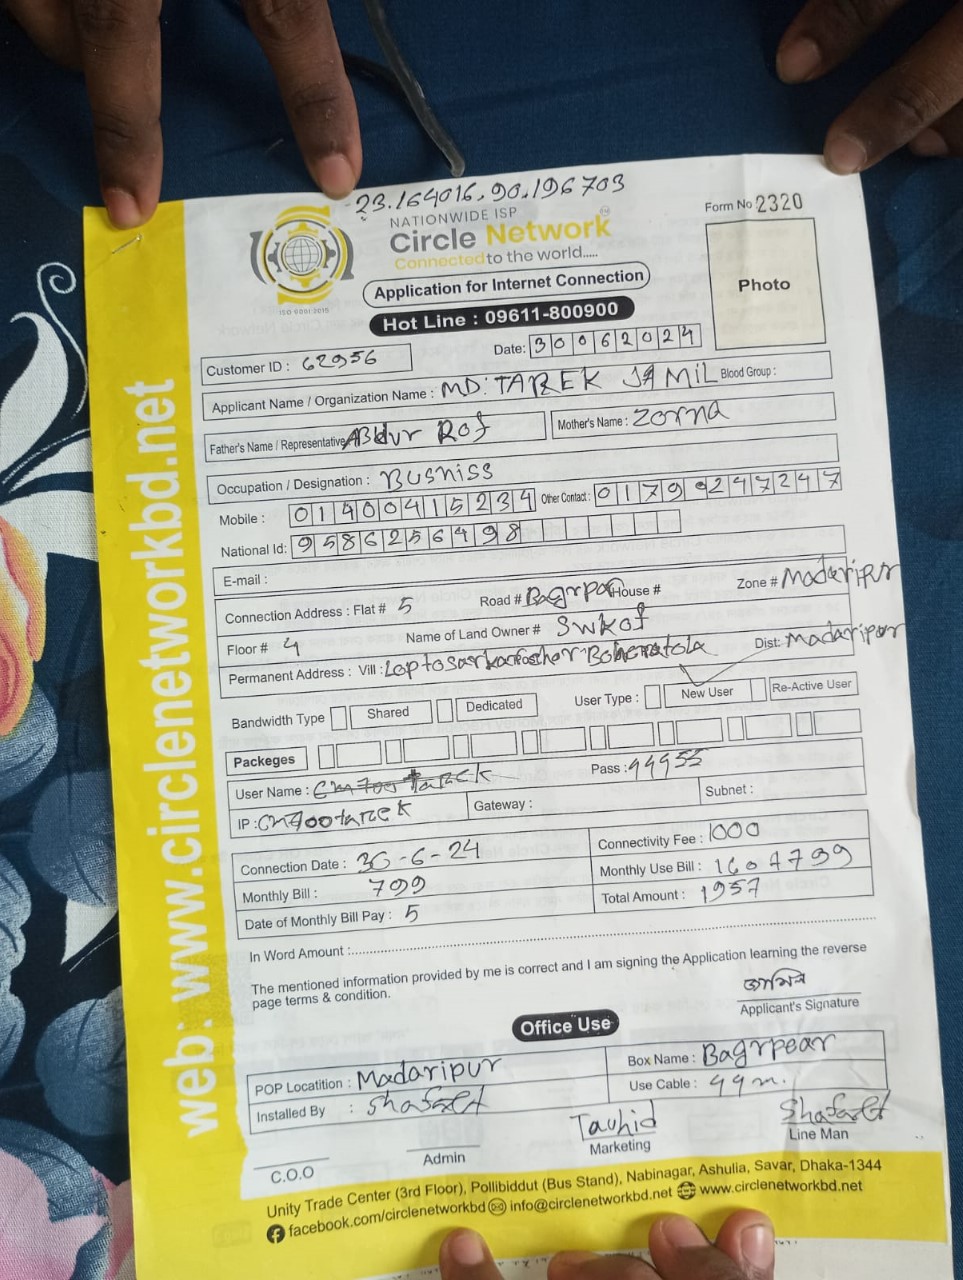 23.164016,90.196703
NATIONWIDE ISP
Form No 2320
Circle Network
Connected to the world.....
ISO 9001:2015
Application for Internet Connection
Photo
Hot Line : 09611-800900
Customer ID : 62956
Date: 30062024
Applicant Name / Organization Name : MD: TAREK JAMIL Blood Group :
Father's Name / Representative ABdur Rof Mother's Name : Zorna
Occupation / Designation : Busniss
Mobile : 01400415234 Other Contact : 01799247247
National Id: 9586256498
E-mail :
Connection Address : Flat # 5 Road # Bagrpar House # Zone # Madaripur
Floor # 4 Name of Land Owner # Swkof
Permanent Address : Vill : Dist: Madaripur
Bandwidth Type Shared Dedicated User Type : New User Re-Active User
Packeges
User Name : Pass : 99955
IP : Gateway : Subnet :
Connection Date : 30-6-24 Connectivity Fee : 1000
Monthly Bill : 799 Monthly Use Bill : 160+799
Date of Monthly Bill Pay : 5 Total Amount : 1957
In Word Amount :
The mentioned information provided by me is correct and I am signing the Application learning the reverse
page terms & condition.
Applicant's Signature
Office Use
POP Locatition : Madaripur Box Name : Bagrpear
Installed By : Use Cable : 99 m.
Tauhid
C.O.O Admin Marketing Line Man
Unity Trade Center (3rd Floor), Pollibiddut (Bus Stand), Nabinagar, Ashulia, Savar, Dhaka-1344
facebook.com/circlenetworkbd info@circlenetworkbd.net www.circlenetworkbd.net
web: www.circlenetworkbd.net